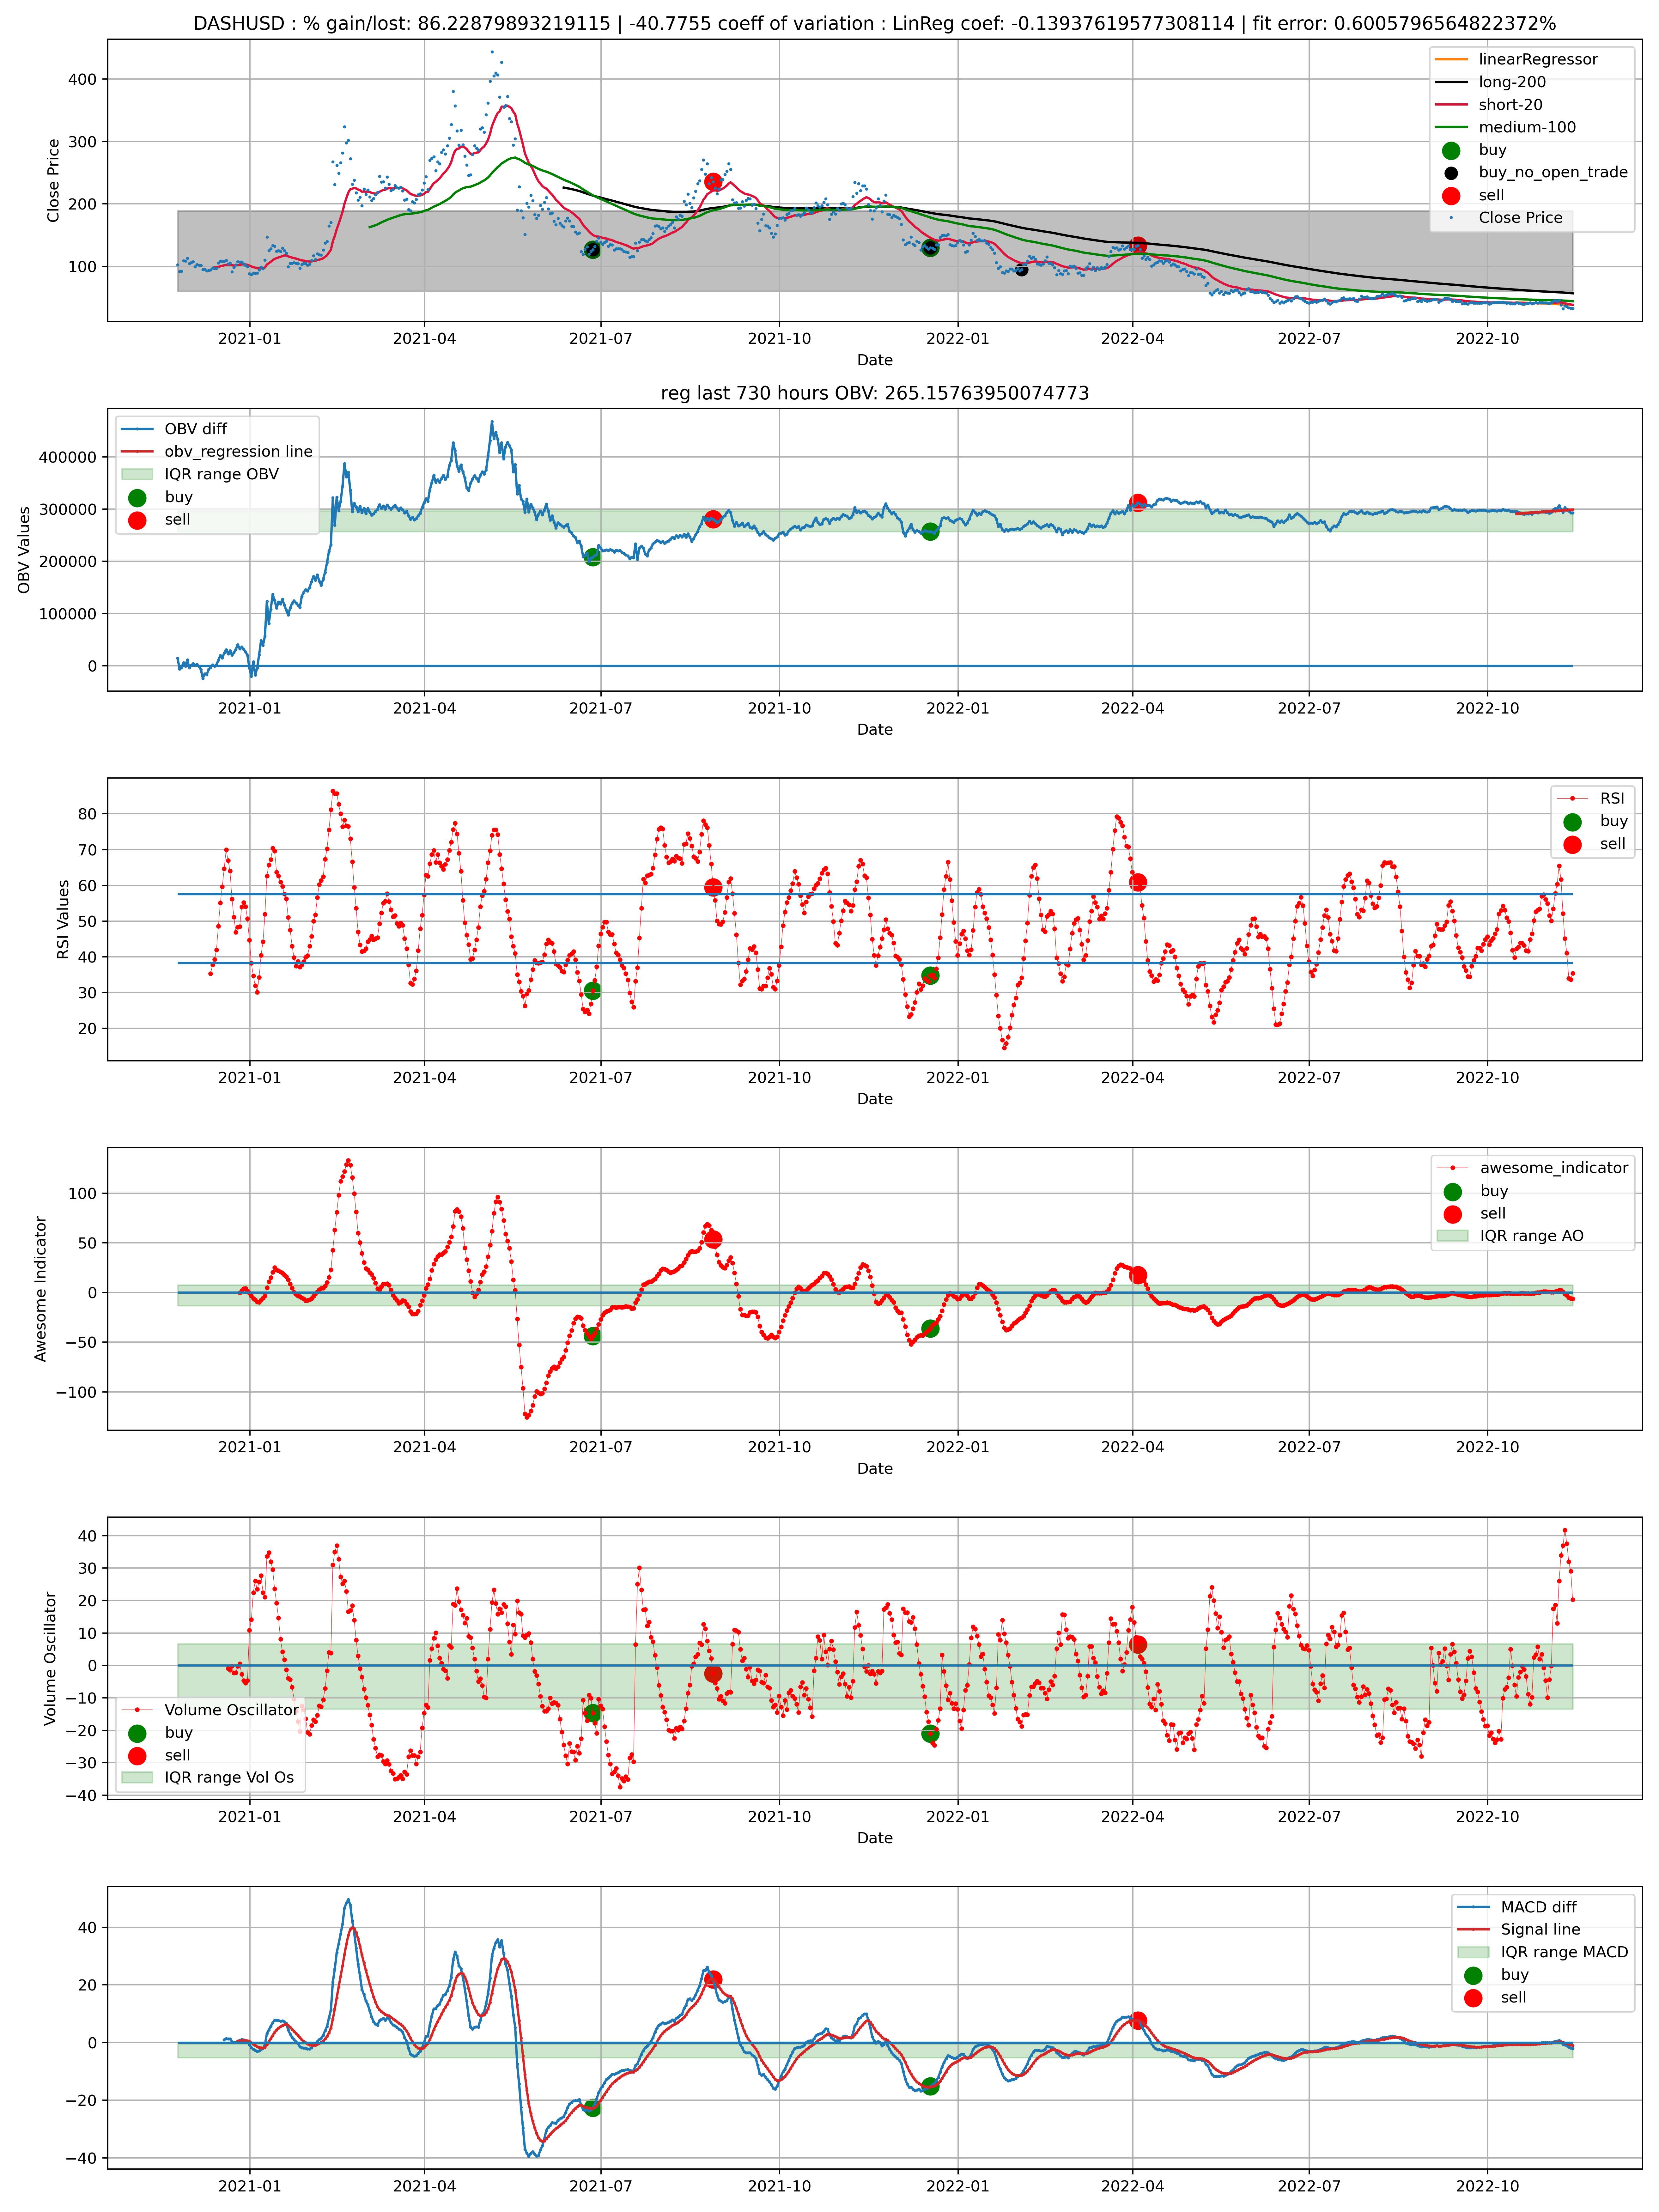 DASHUSD : % gain/lost: 86.22879893219115 | -40.7755 coeff of variation : LinReg coef: -0.13937619577308114 | fit error: 0.6005796564822372%
Close Price
400
300
200
100
linearRegressor
long-200
short-20
medium-100
buy
buy_no_open_trade
sell
Close Price
2021-01 2021-04 2021-07 2021-10 2022-01 2022-04 2022-07 2022-10
Date
reg last 730 hours OBV: 265.15763950074773
OBV Values
400000
300000
200000
100000
0
OBV diff
obv_regression line
IQR range OBV
buy
sell
2021-01 2021-04 2021-07 2021-10 2022-01 2022-04 2022-07 2022-10
Date
RSI Values
80
70
60
50
40
30
20
RSI
buy
sell
2021-01 2021-04 2021-07 2021-10 2022-01 2022-04 2022-07 2022-10
Date
Awesome Indicator
100
50
0
−50
−100
awesome_indicator
buy
sell
IQR range AO
2021-01 2021-04 2021-07 2021-10 2022-01 2022-04 2022-07 2022-10
Date
Volume Oscillator
40
30
20
10
0
−10
−20
−30
−40
Volume Oscillator
buy
sell
IQR range Vol Os
2021-01 2021-04 2021-07 2021-10 2022-01 2022-04 2022-07 2022-10
Date
40
20
0
−20
−40
MACD diff
Signal line
IQR range MACD
buy
sell
2021-01 2021-04 2021-07 2021-10 2022-01 2022-04 2022-07 2022-10